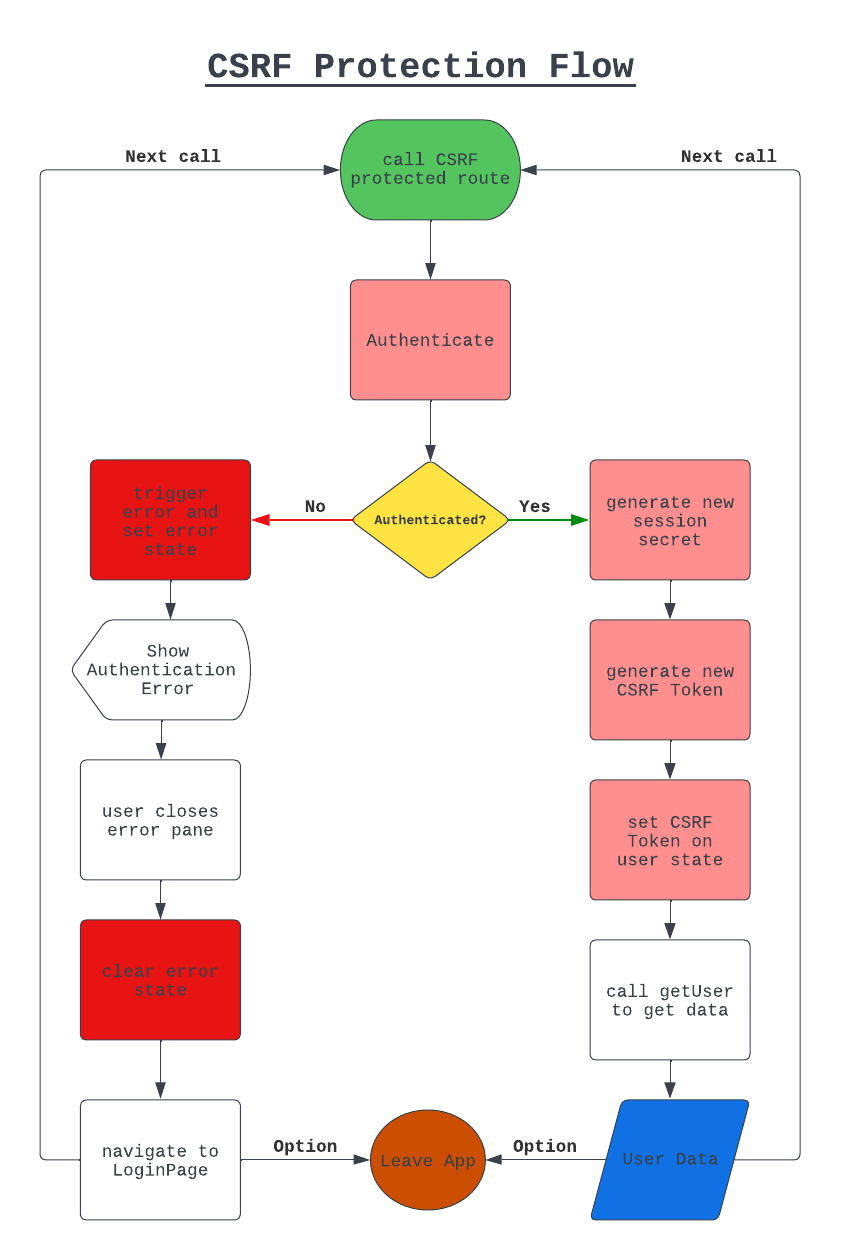 CSRF Protection Flow
Next call
Next call
call CSRF
protected route
Authenticate
trigger
error and
set error
state
No
Authenticated?
Yes
generate new
session
secret
Show
Authentication
Error
generate new
CSRF Token
user closes
error pane
set CSRF
Token on
user state
clear error
state
call getUser
to get data
navigate to
LoginPage
Option
Leave App
Option
User Data